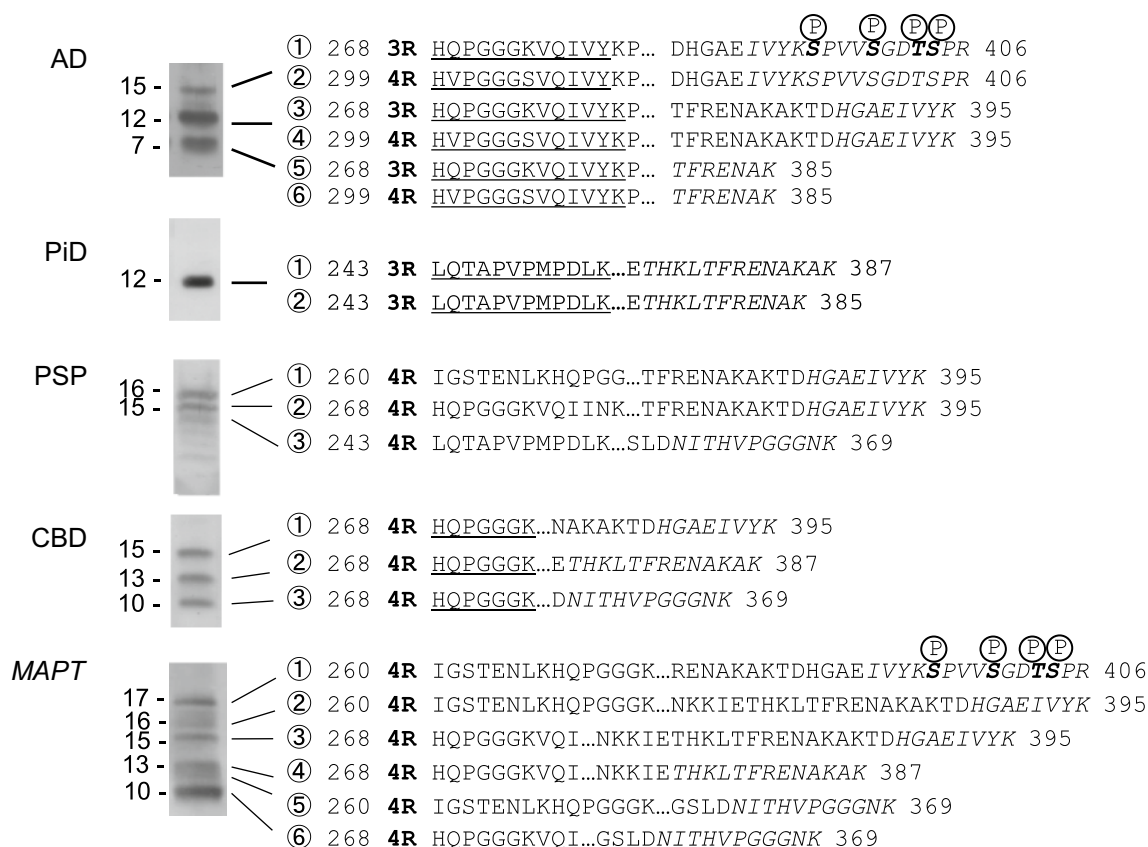 Ⓟ Ⓟ Ⓟ Ⓟ
AD
① 268 3R HQPGGGKVQIVYKP... DHGAEIVYKSPVVSGDTSPR 406
15 - ② 299 4R HVPGGGSVQIVYKP... DHGAEIVYKSPVVSGDTSPR 406
12 - ③ 268 3R HQPGGGKVQIVYKP... TFRENAKAKTDHGAEIVYK 395
④ 299 4R HVPGGGSVQIVYKP... TFRENAKAKTDHGAEIVYK 395
7 - ⑤ 268 3R HQPGGGKVQIVYKP... TFRENAK 385
⑥ 299 4R HVPGGGSVQIVYKP... TFRENAK 385
PiD
① 243 3R LQTAPVPMPDLK...ETHKLTFRENAKAK 387
12 - ② 243 3R LQTAPVPMPDLK...ETHKLTFRENAK 385
PSP
16 - ① 260 4R IGSTENLKHQPGG...TFRENAKAKTDHGAEIVYK 395
15 - ② 268 4R HQPGGGKVQIINK...TFRENAKAKTDHGAEIVYK 395
③ 243 4R LQTAPVPMPDLK...SLDNITHVPGGGNK 369
CBD
15 - ① 268 4R HQPGGGK...NAKAKTDHGAEIVYK 395
13 - ② 268 4R HQPGGGK...ETHKLTFRENAKAK 387
10 - ③ 268 4R HQPGGGK...DNITHVPGGGNK 369
Ⓟ Ⓟ Ⓟ Ⓟ
MAPT
① 260 4R IGSTENLKHQPGGGK...RENAKAKTDHGAEIVYKSPVVSGDTSPR 406
17 - ② 260 4R IGSTENLKHQPGGGK...NKKIETHKLTFRENAKAKTDHGAEIVYK 395
16 -
15 - ③ 268 4R HQPGGGKVQI...NKKIETHKLTFRENAKAKTDHGAEIVYK 395
13 - ④ 268 4R HQPGGGKVQI...NKKIETHKLTFRENAKAK 387
10 - ⑤ 260 4R IGSTENLKHQPGGGK...GSLDNITHVPGGGNK 369
⑥ 268 4R HQPGGGKVQI...GSLDNITHVPGGGNK 369